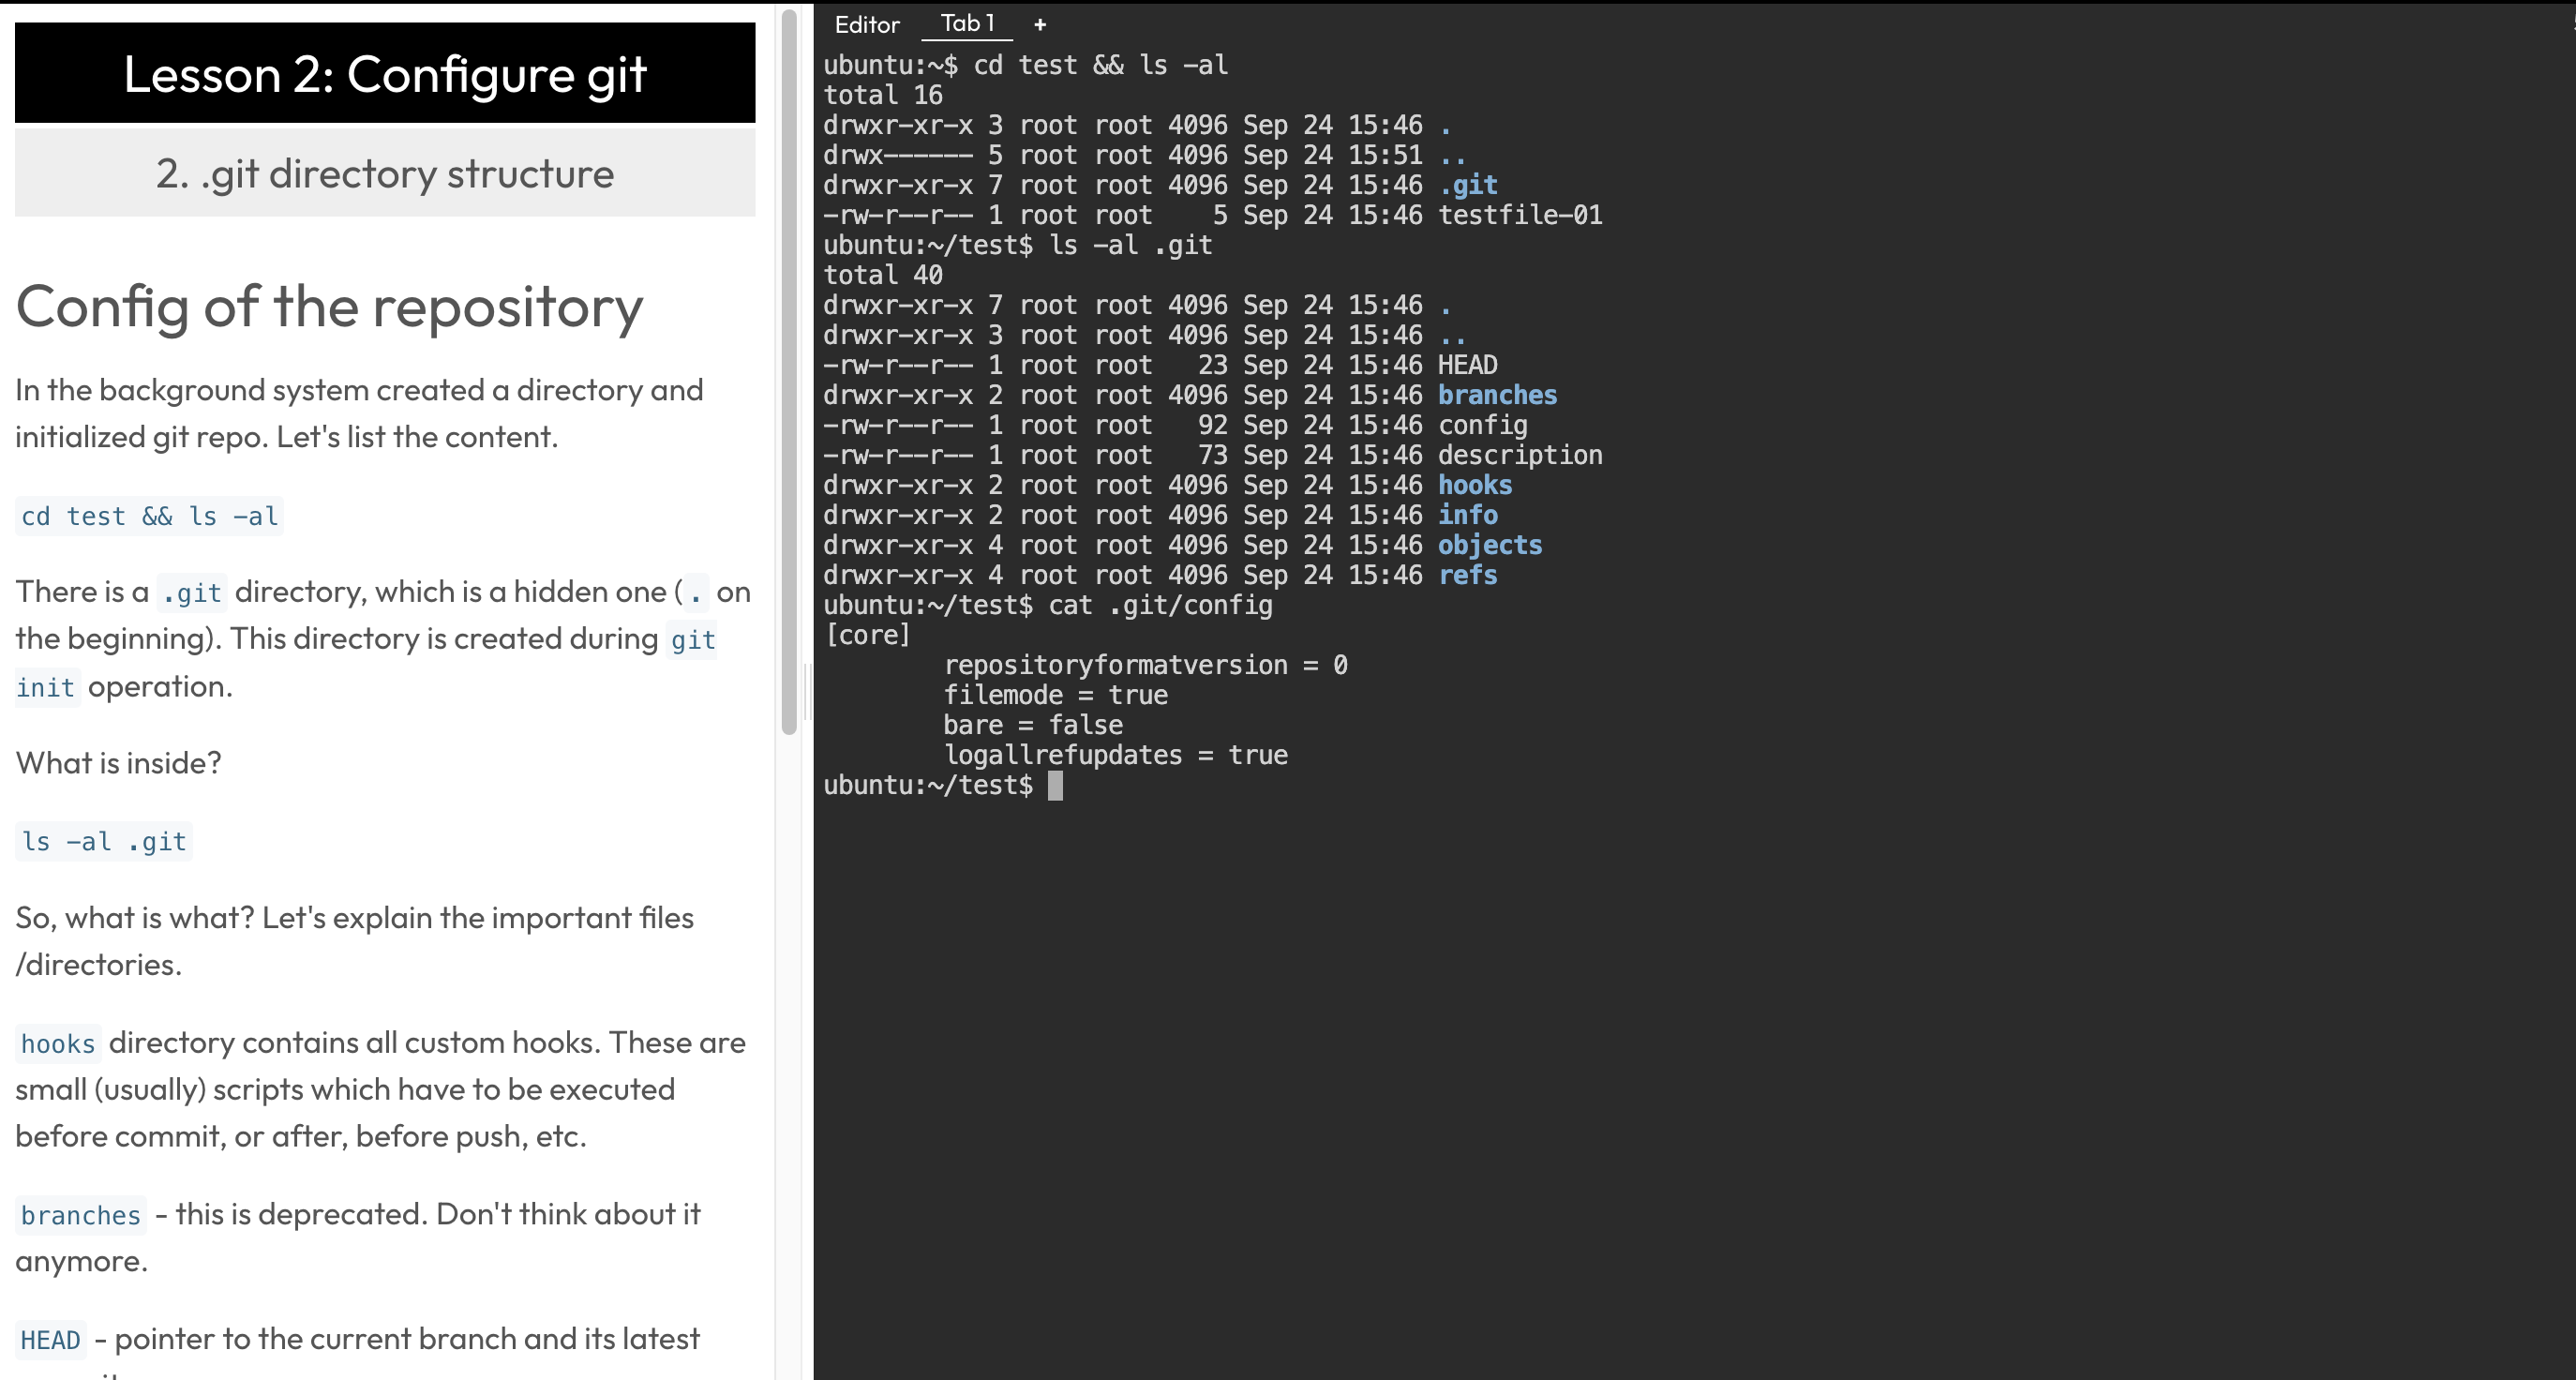 Lesson 2: Configure git
2. .git directory structure
Config of the repository
In the background system created a directory and
initialized git repo. Let's list the content.
cd test && ls -al
There is a .git directory, which is a hidden one ( . on
the beginning). This directory is created during git
init operation.
What is inside?
ls -al .git
So, what is what? Let's explain the important files
/directories.
hooks directory contains all custom hooks. These are
small (usually) scripts which have to be executed
before commit, or after, before push, etc.
branches - this is deprecated. Don't think about it
anymore.
HEAD - pointer to the current branch and its latest
Editor Tab 1 +
ubuntu:~$ cd test && ls -al
total 16
drwxr-xr-x 3 root root 4096 Sep 24 15:46 .
drwx------ 5 root root 4096 Sep 24 15:51 ..
drwxr-xr-x 7 root root 4096 Sep 24 15:46 .git
-rw-r--r-- 1 root root    5 Sep 24 15:46 testfile-01
ubuntu:~/test$ ls -al .git
total 40
drwxr-xr-x 7 root root 4096 Sep 24 15:46 .
drwxr-xr-x 3 root root 4096 Sep 24 15:46 ..
-rw-r--r-- 1 root root   23 Sep 24 15:46 HEAD
drwxr-xr-x 2 root root 4096 Sep 24 15:46 branches
-rw-r--r-- 1 root root   92 Sep 24 15:46 config
-rw-r--r-- 1 root root   73 Sep 24 15:46 description
drwxr-xr-x 2 root root 4096 Sep 24 15:46 hooks
drwxr-xr-x 2 root root 4096 Sep 24 15:46 info
drwxr-xr-x 4 root root 4096 Sep 24 15:46 objects
drwxr-xr-x 4 root root 4096 Sep 24 15:46 refs
ubuntu:~/test$ cat .git/config
[core]
        repositoryformatversion = 0
        filemode = true
        bare = false
        logallrefupdates = true
ubuntu:~/test$